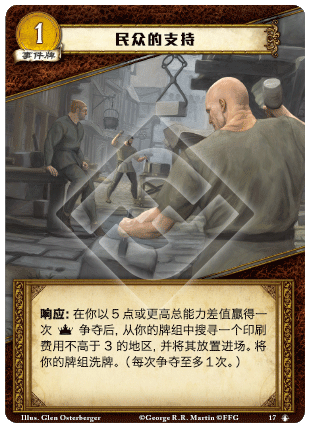 1
事件牌
民众的支持
响应: 在你以 5 点或更高总能力差值赢得一
次 争夺后, 从你的牌组中搜寻一个印刷
费用不高于 3 的地区, 并将其放置进场。将
你的牌组洗牌。(每次争夺至多1次。)
Illus. Glen Osterberger ©George R.R. Martin ©FFG 17